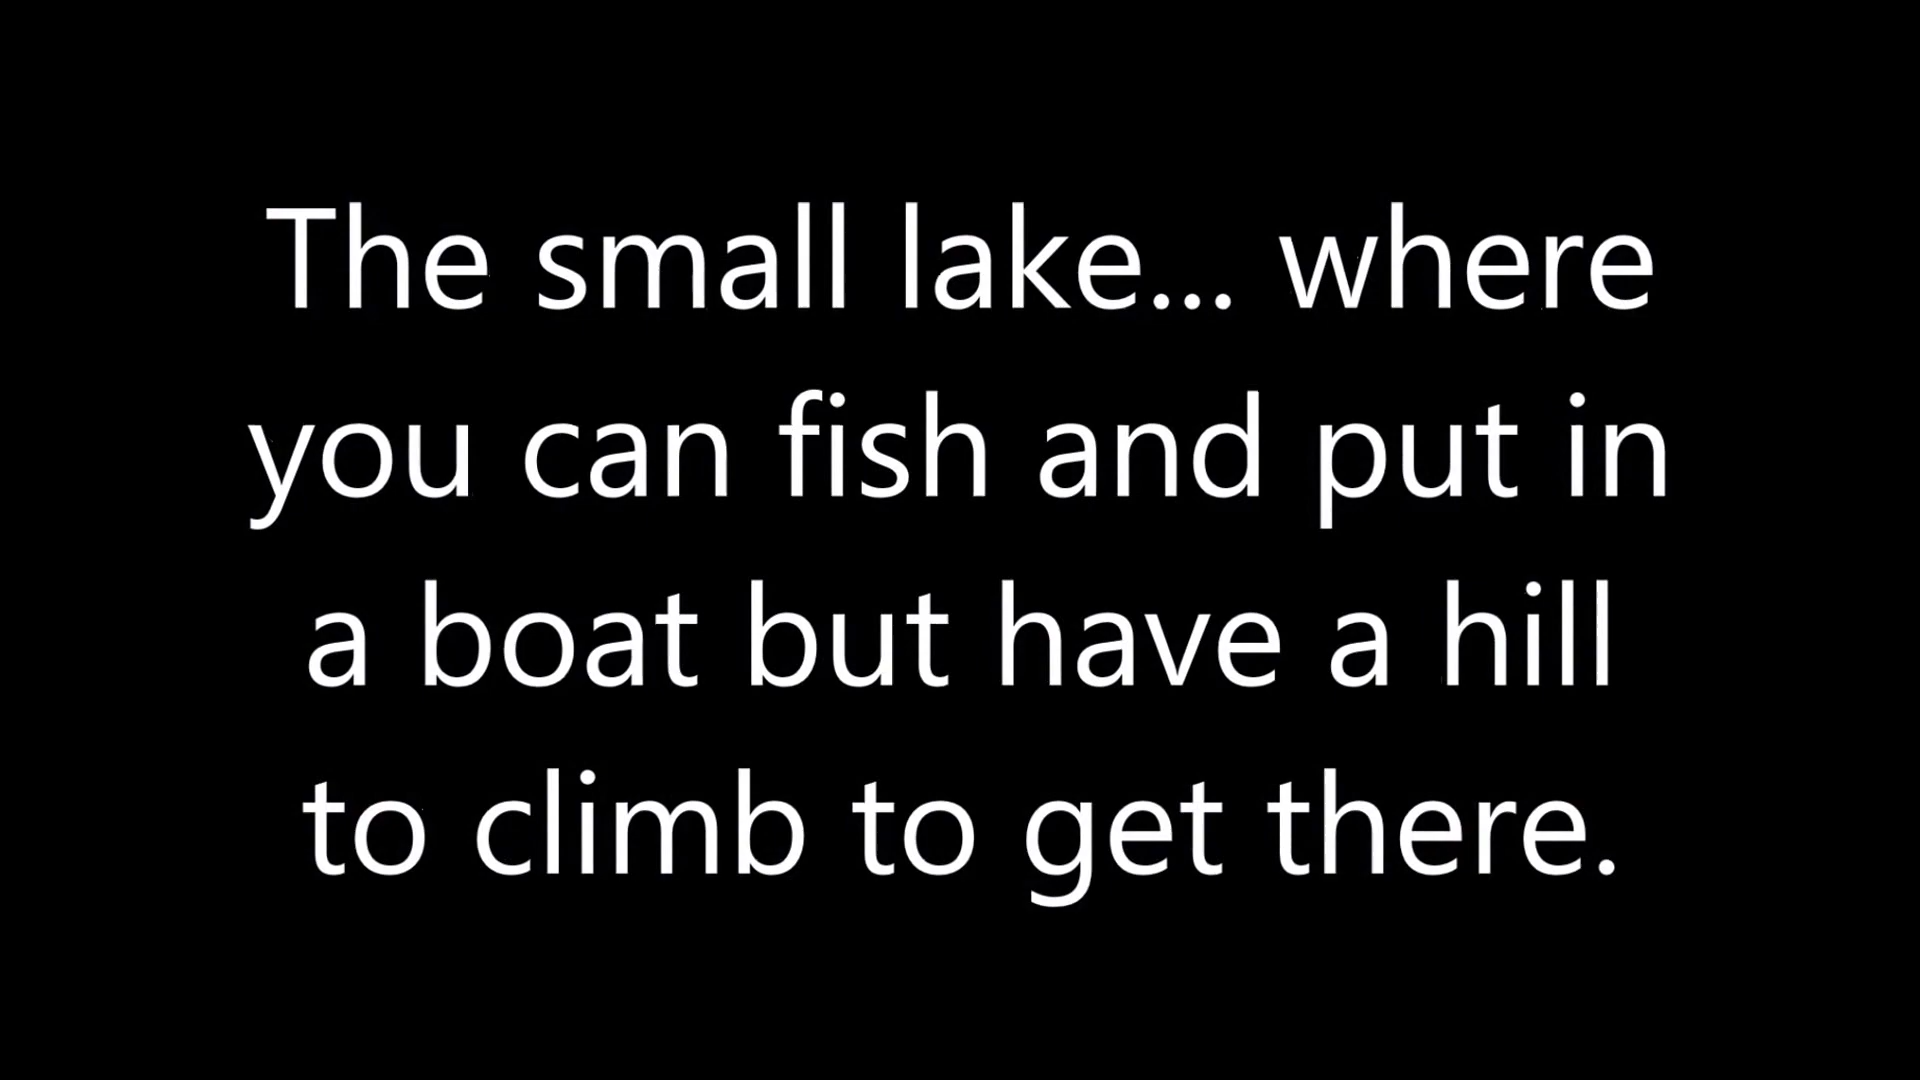 The small lake... where
you can fish and put in
a boat but have a hill
to climb to get there.